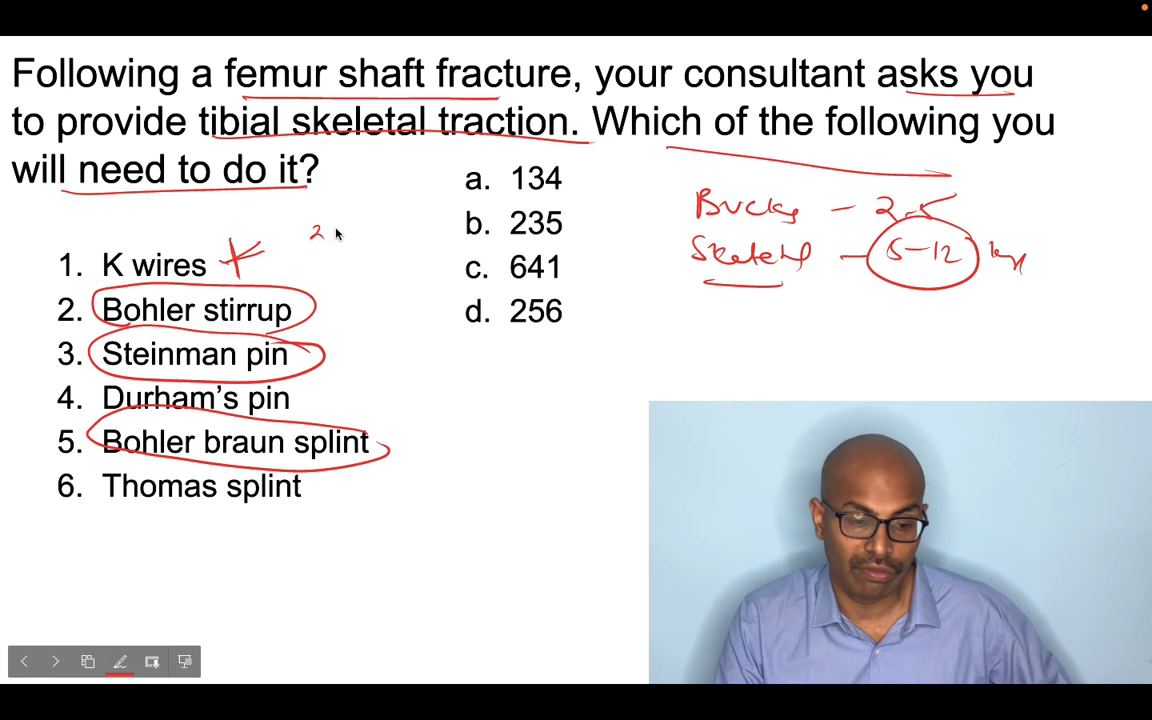 Following a femur shaft fracture, your consultant asks you
to provide tibial skeletal traction. Which of the following you
will need to do it?
a. 134
b. 235
c. 641
d. 256
1. K wires
2. Bohler stirrup
3. Steinman pin
4. Durham's pin
5. Bohler braun splint
6. Thomas splint
2
Bucks – 2-5
Skeletal – 5-12 kg